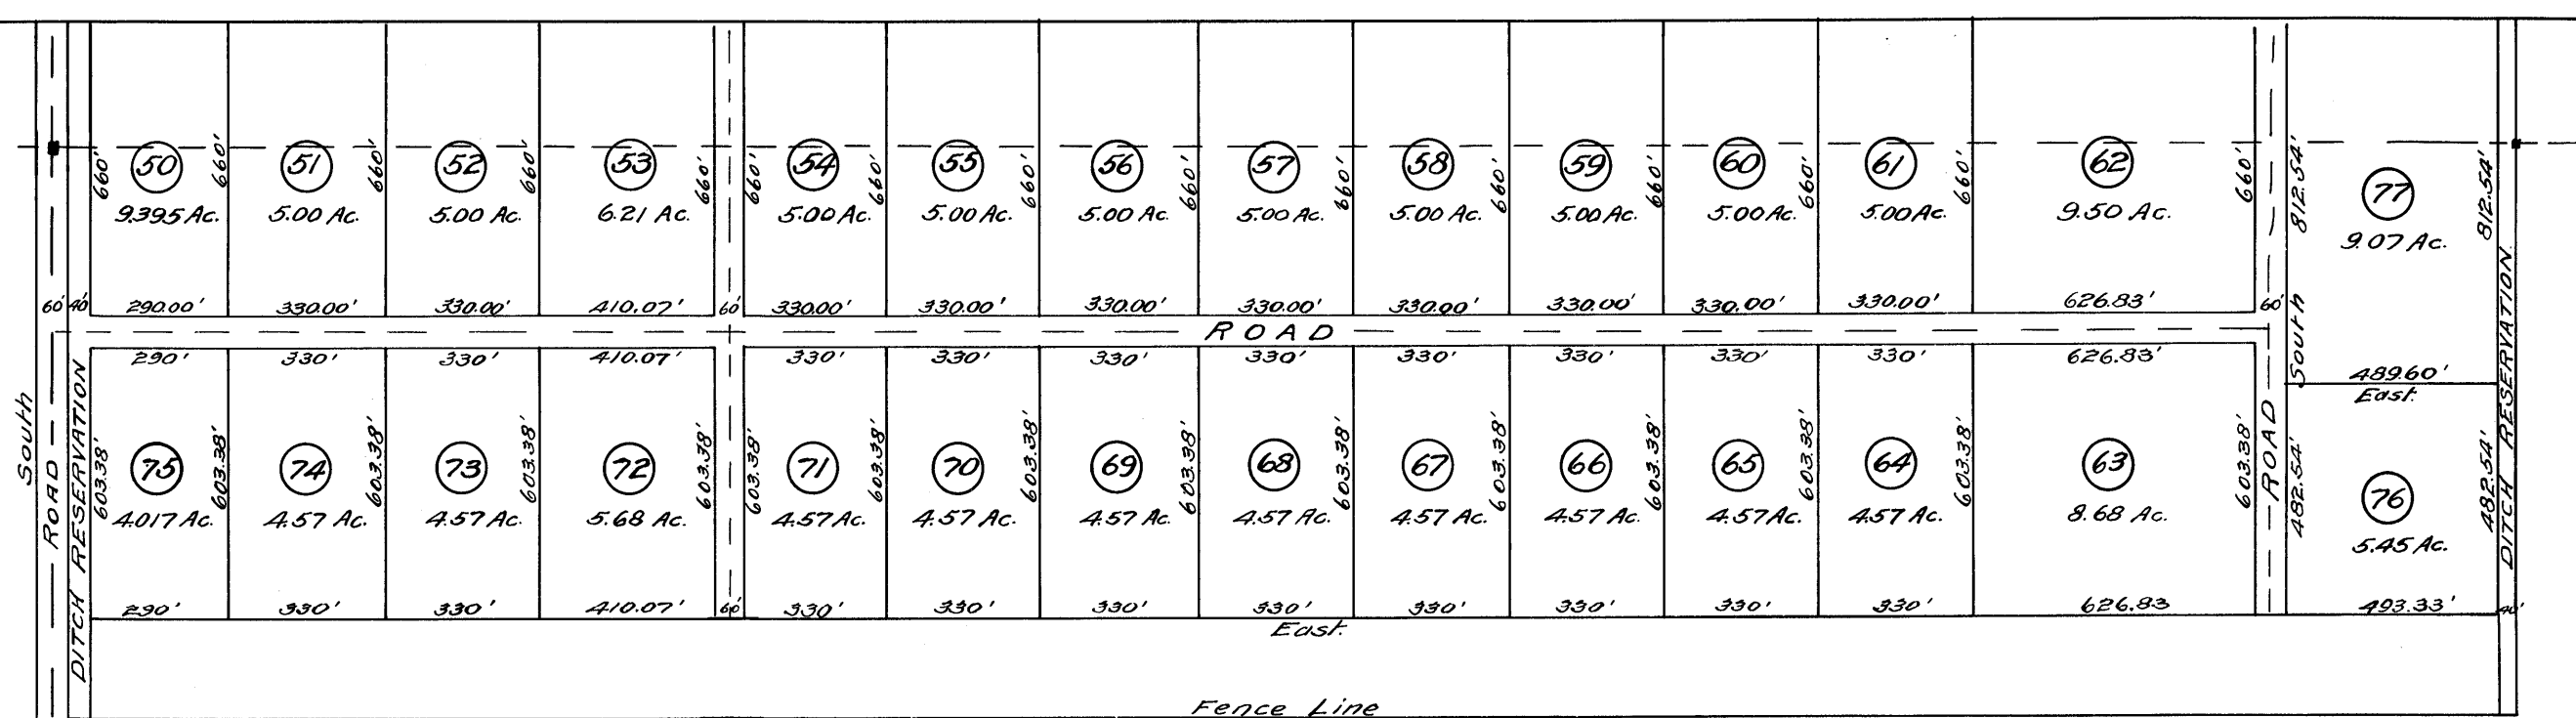 50 51 52 53 54 55 56 57 58 59 60 61 62
660' 660' 660' 660' 660' 660' 660' 660' 660' 660' 660' 660' 660' 660' 660' 812.54' 812.54'
77
9.395 Ac. 5.00 Ac. 5.00 Ac. 6.21 Ac. 5.00 Ac. 5.00 Ac. 5.00 Ac. 5.00 Ac. 5.00 Ac. 5.00 Ac. 5.00 Ac. 5.00 Ac. 9.50 Ac.
9.07 Ac.
60' 40' 290.00' 330.00' 330.00' 410.07' 60' 330.00' 330.00' 330.00' 330.00' 330.00' 330.00' 330.00' 330.00' 626.83' 60'
ROAD
290' 330' 330' 410.07' 330' 330' 330' 330' 330' 330' 330' 330' 626.83'
South
489.60'
East.
South
ROAD
DITCH RESERVATION
ROAD
DITCH RESERVATION
603.38' 603.38' 603.38' 603.38' 603.38' 603.38' 603.38' 603.38' 603.38' 603.38' 603.38' 603.38' 603.38' 603.38' 603.38' 482.54' 482.54'
75 74 73 72 71 70 69 68 67 66 65 64 63
76
4.017 Ac. 4.57 Ac. 4.57 Ac. 5.68 Ac. 4.57 Ac. 4.57 Ac. 4.57 Ac. 4.57 Ac. 4.57 Ac. 4.57 Ac. 4.57 Ac. 4.57 Ac. 8.68 Ac.
5.45 Ac.
290' 330' 330' 410.07' 60' 330' 330' 330' 330' 330' 330' 330' 330' 626.83 493.33' 40'
East.
Fence Line